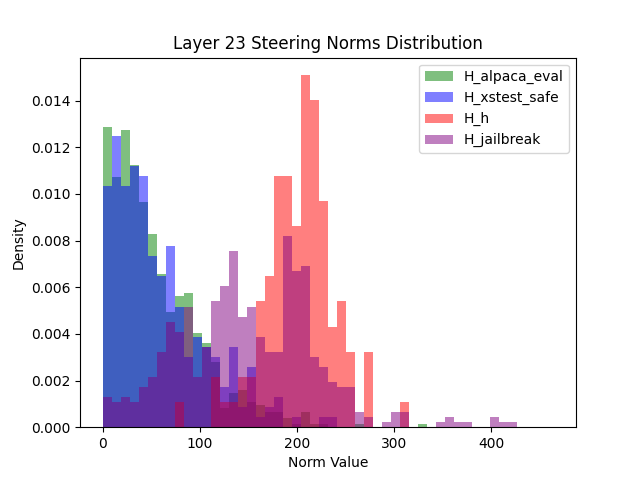 Layer 23 Steering Norms Distribution
H_alpaca_eval
H_xstest_safe
H_h
H_jailbreak
0.014
0.012
0.010
0.008
0.006
0.004
0.002
0.000
Density
0
100
200
300
400
Norm Value